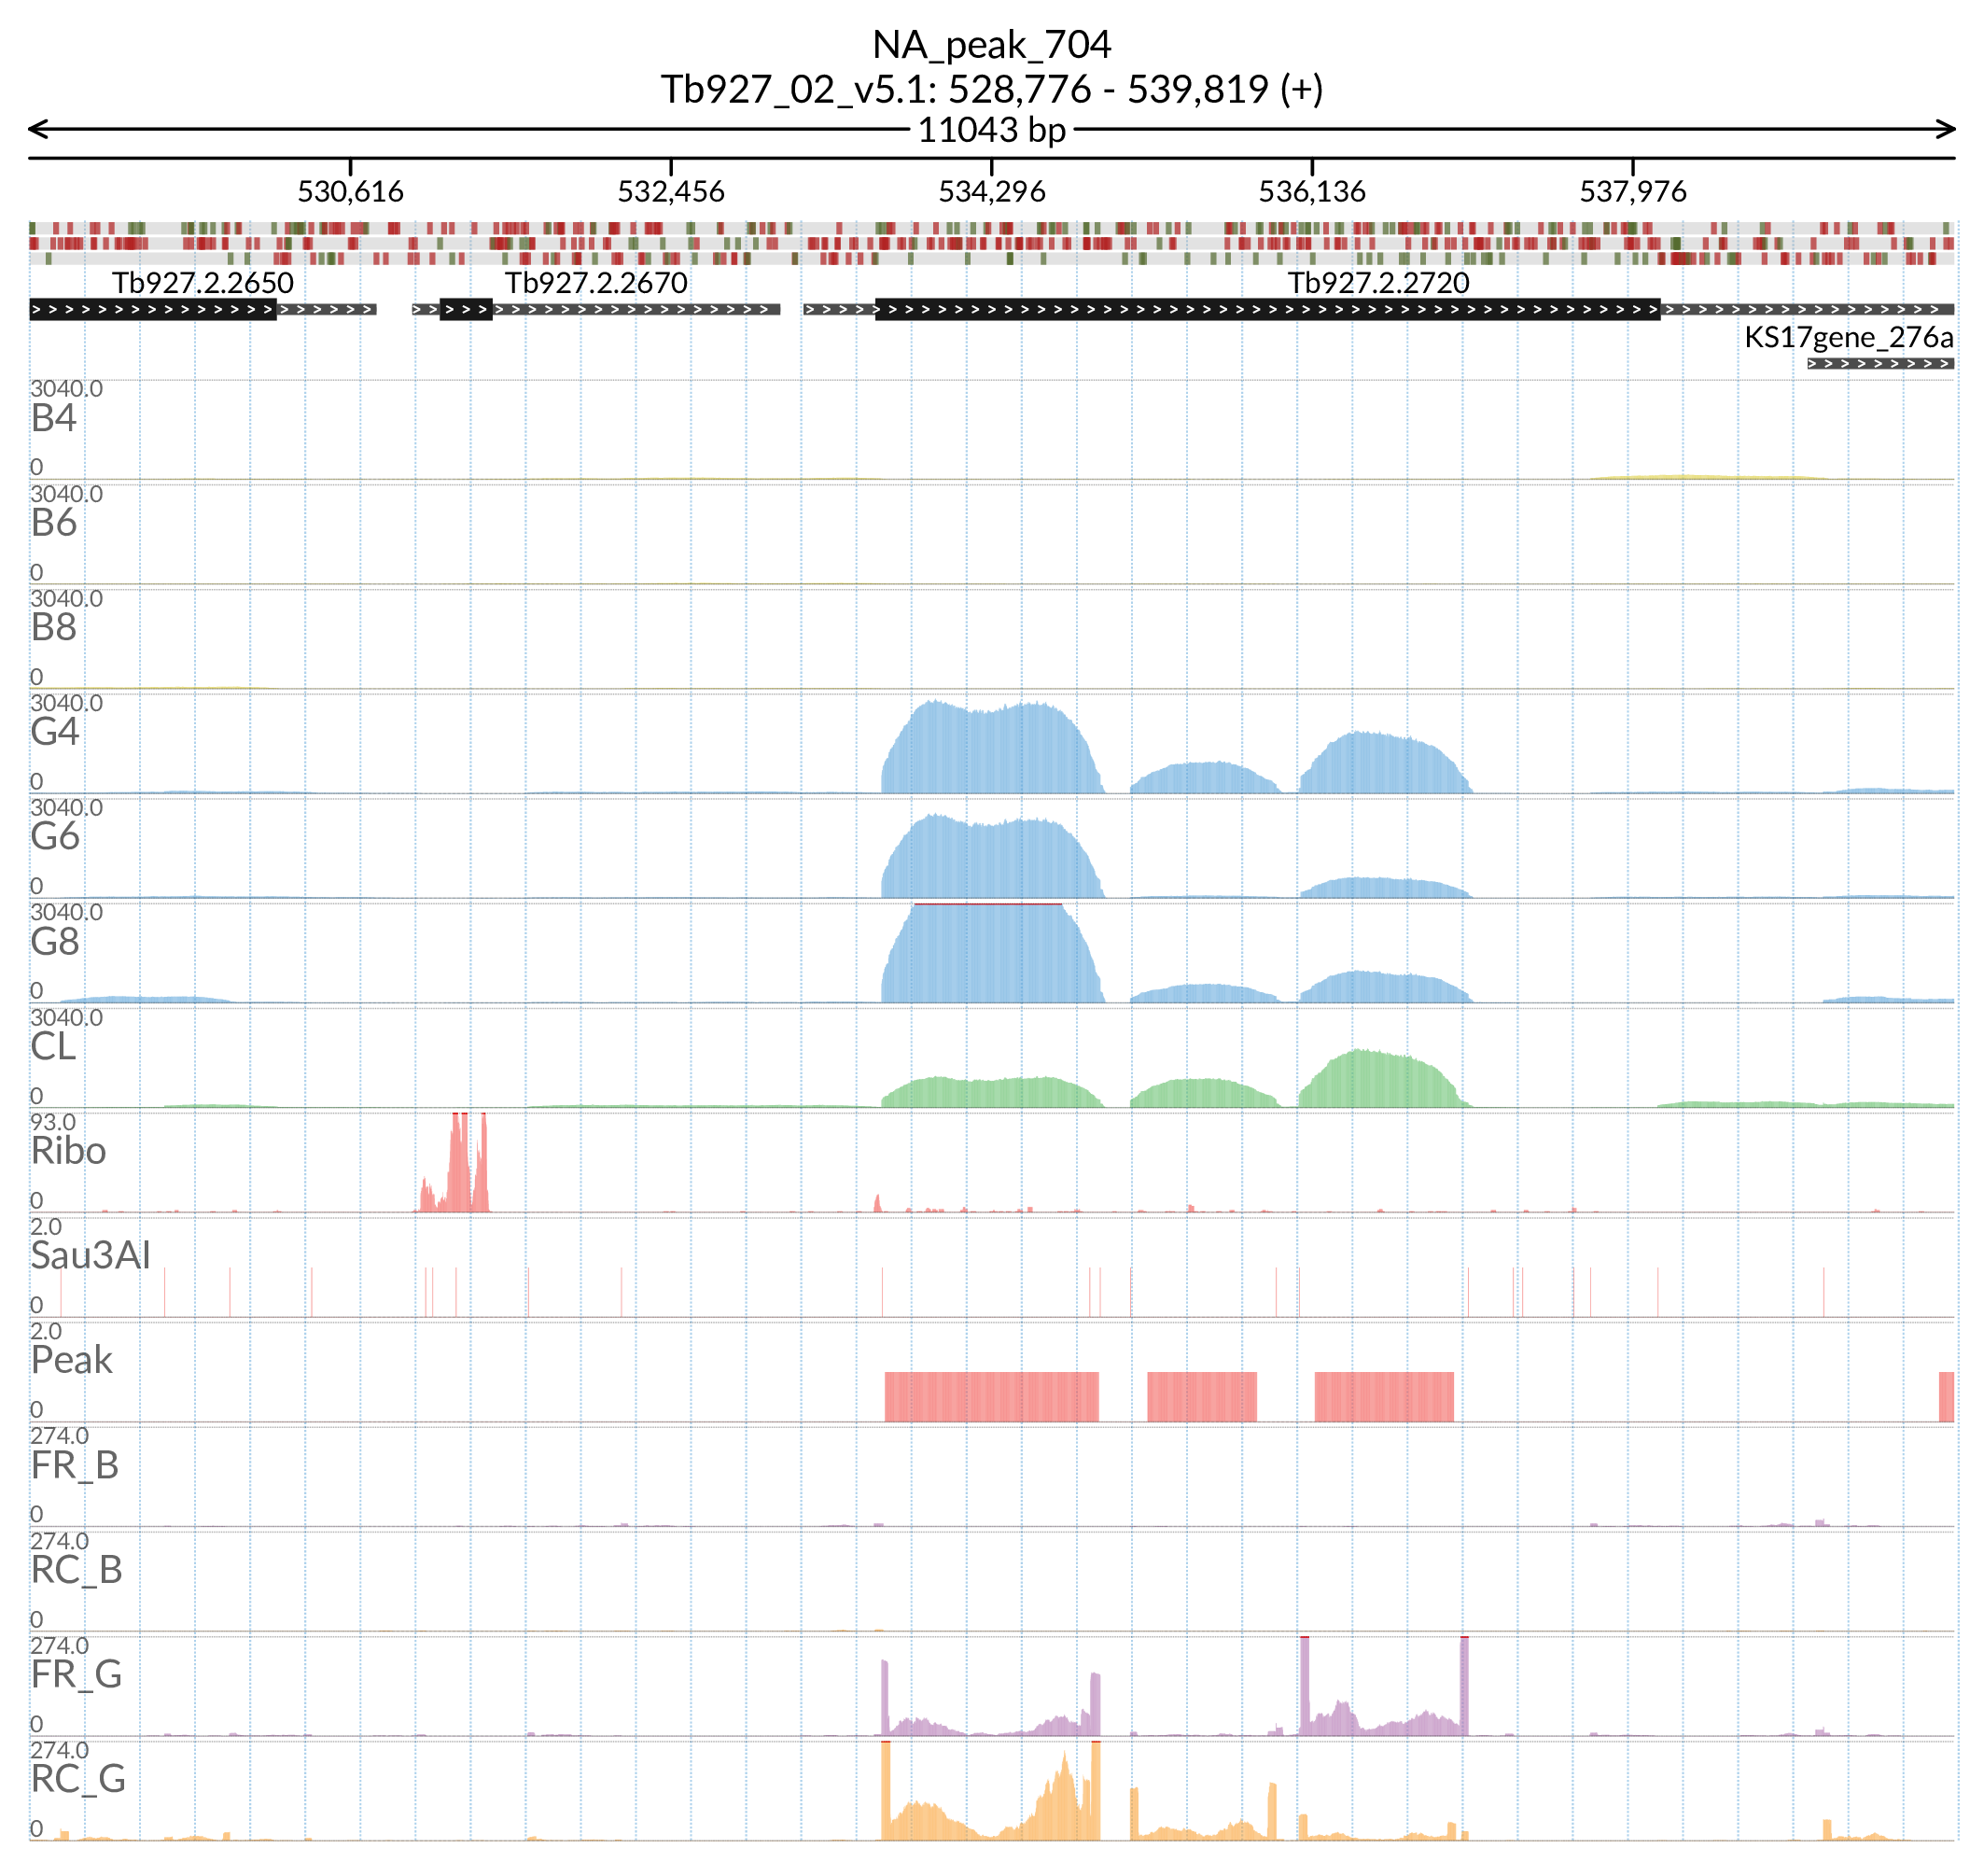 NA_peak_704
Tb927_02_v5.1: 528,776 - 539,819 (+)
11043 bp
530,616 532,456 534,296 536,136 537,976
Tb927.2.2650 Tb927.2.2670 Tb927.2.2720
KS17gene_276a
3040.0
B4
0
3040.0
B6
0
3040.0
B8
0
3040.0
G4
0
3040.0
G6
0
3040.0
G8
0
3040.0
CL
0
93.0
Ribo
0
2.0
Sau3AI
0
2.0
Peak
0
274.0
FR_B
0
274.0
RC_B
0
274.0
FR_G
0
274.0
RC_G
0